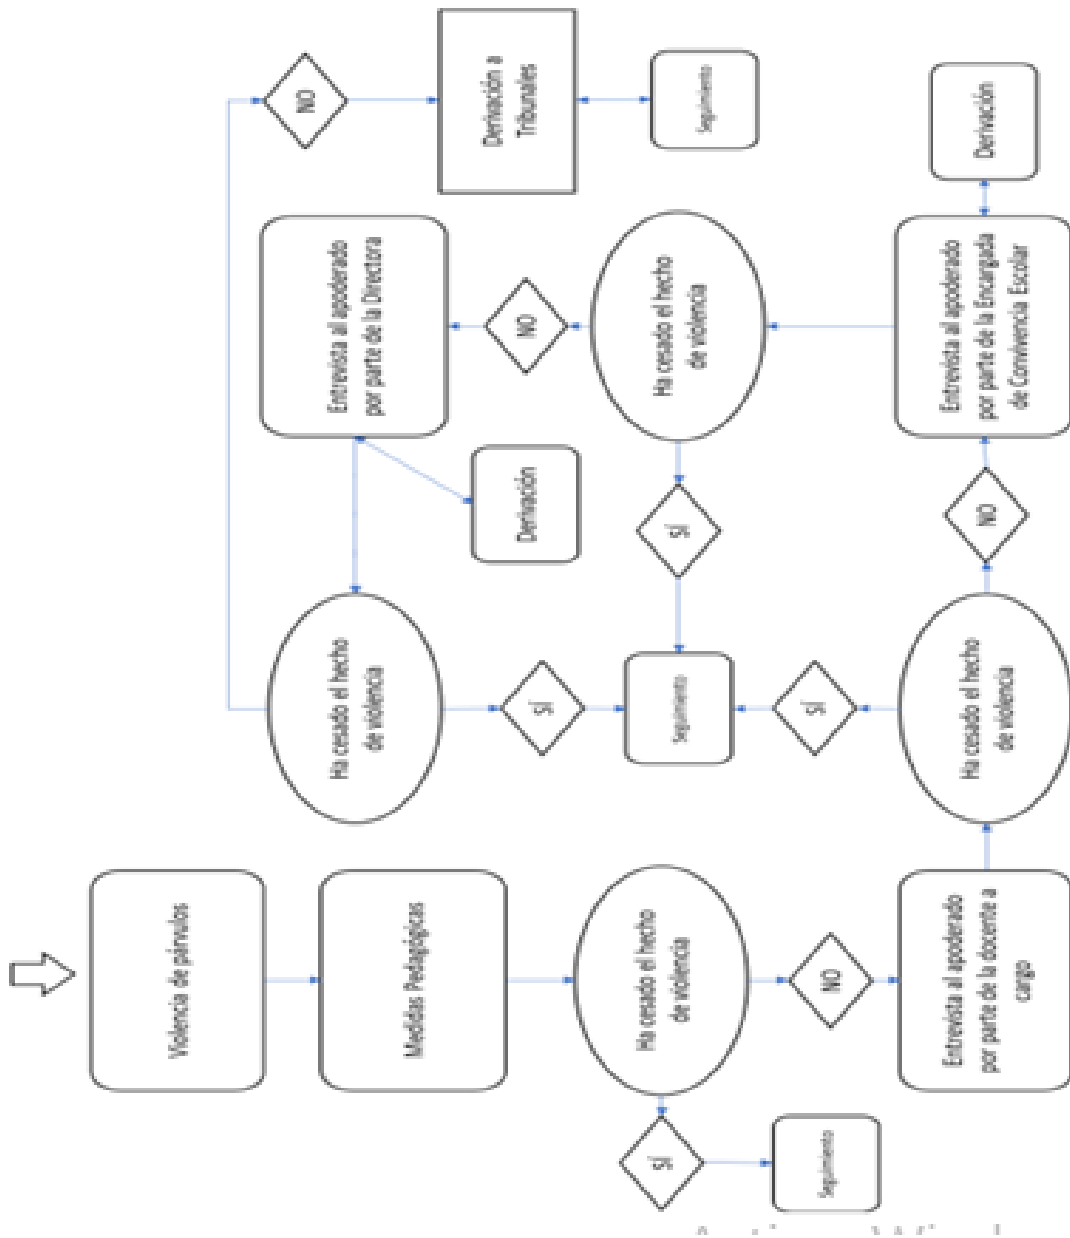 Violencia de párvulos
Medidas Pedagógicas
Ha cesado el hecho
de violencia
SÍ
Seguimiento
NO
Entrevista al apoderado
por parte de la docente a
cargo
Ha cesado el hecho
de violencia
SÍ
Seguimiento
NO
Entrevista al apoderado
por parte de la Encargada
de Convivencia Escolar
Derivación
Ha cesado el hecho
de violencia
SÍ
NO
Entrevista al apoderado
por parte de la Directora
Derivación
Ha cesado el hecho
de violencia
SÍ
NO
Derivación a
Tribunales
Seguimiento